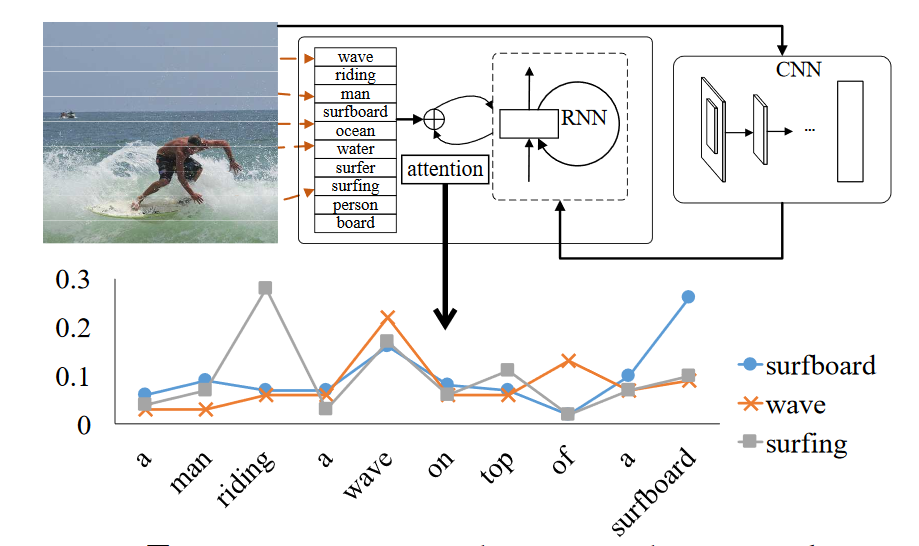 wave
riding
man
surfboard
ocean
water
surfer
surfing
person
board
attention
RNN
CNN
...
0.3
0.2
0.1
0
a
man
riding
a
wave
on
top
of
a
surfboard
surfboard
wave
surfing